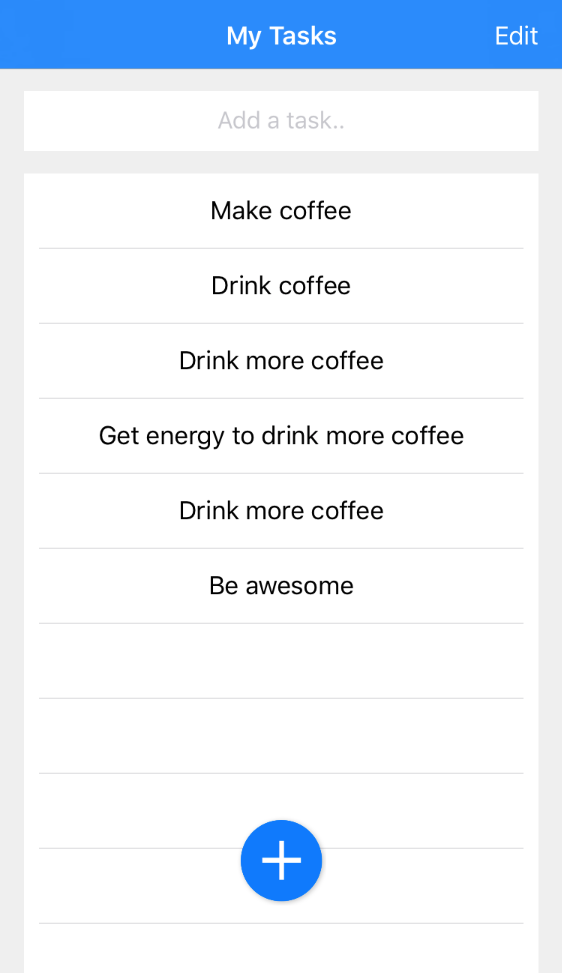 My Tasks
Edit
Add a task..
Make coffee
Drink coffee
Drink more coffee
Get energy to drink more coffee
Drink more coffee
Be awesome